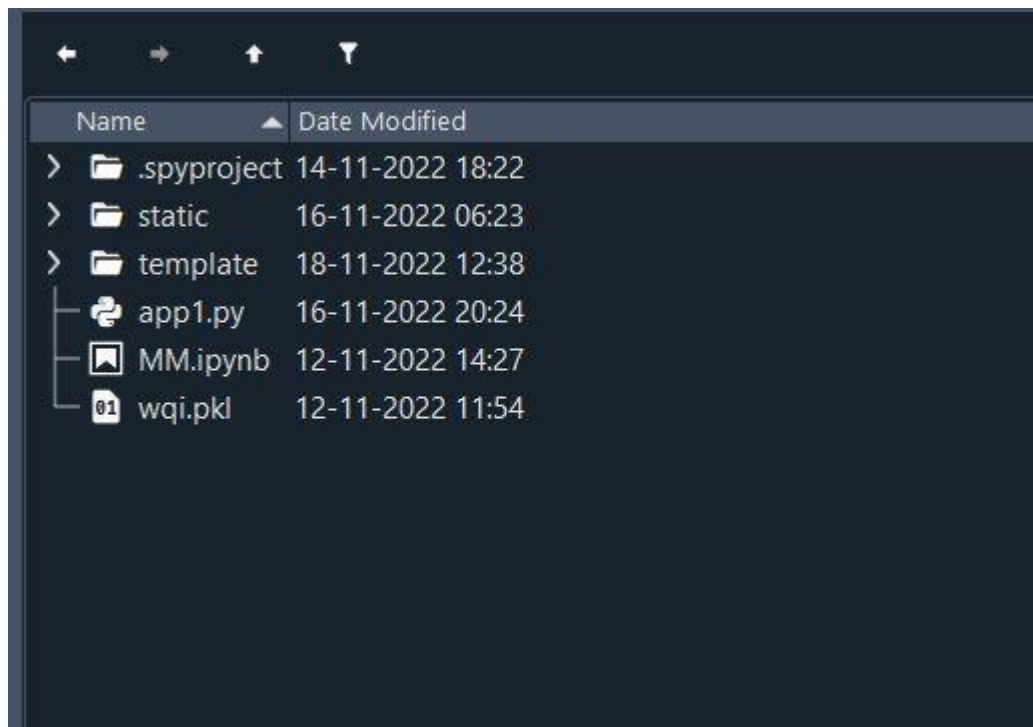 Name Date Modified
.spyproject 14-11-2022 18:22
static 16-11-2022 06:23
template 18-11-2022 12:38
app1.py 16-11-2022 20:24
MM.ipynb 12-11-2022 14:27
01 wqi.pkl 12-11-2022 11:54